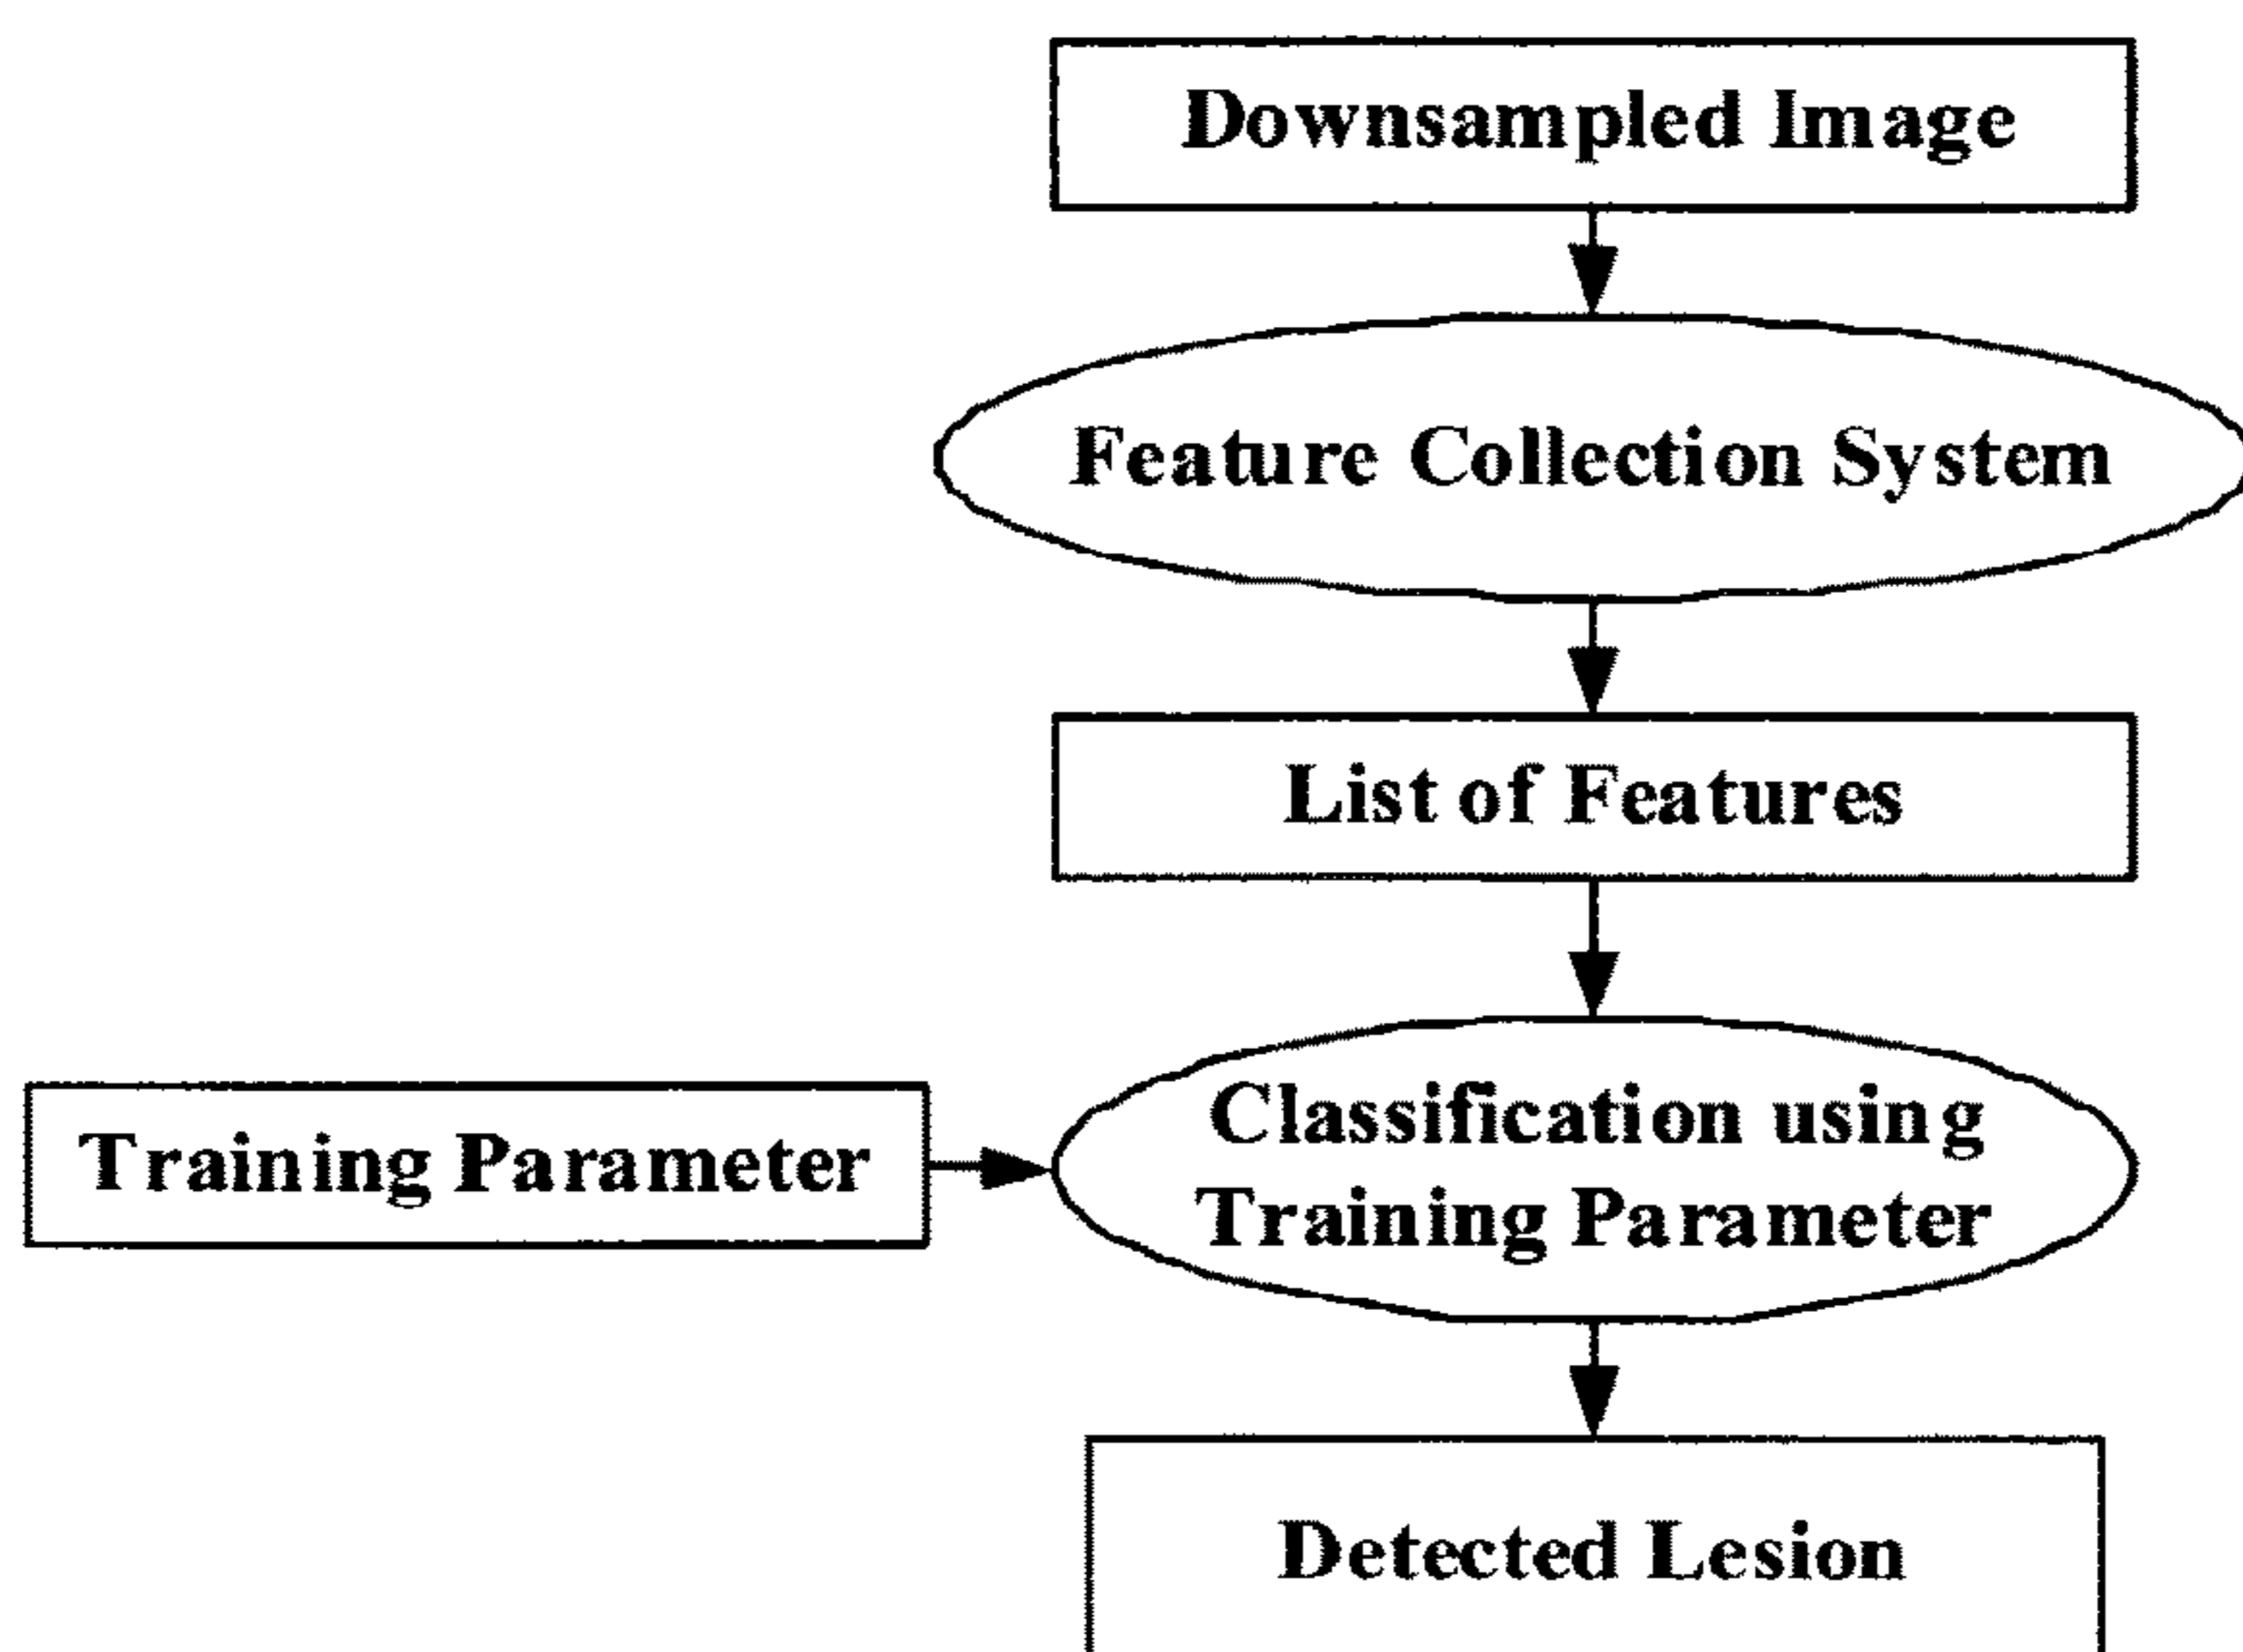 Downsampled Image
Feature Collection System
List of Features
Training Parameter
Classification using
Training Parameter
Detected Lesion